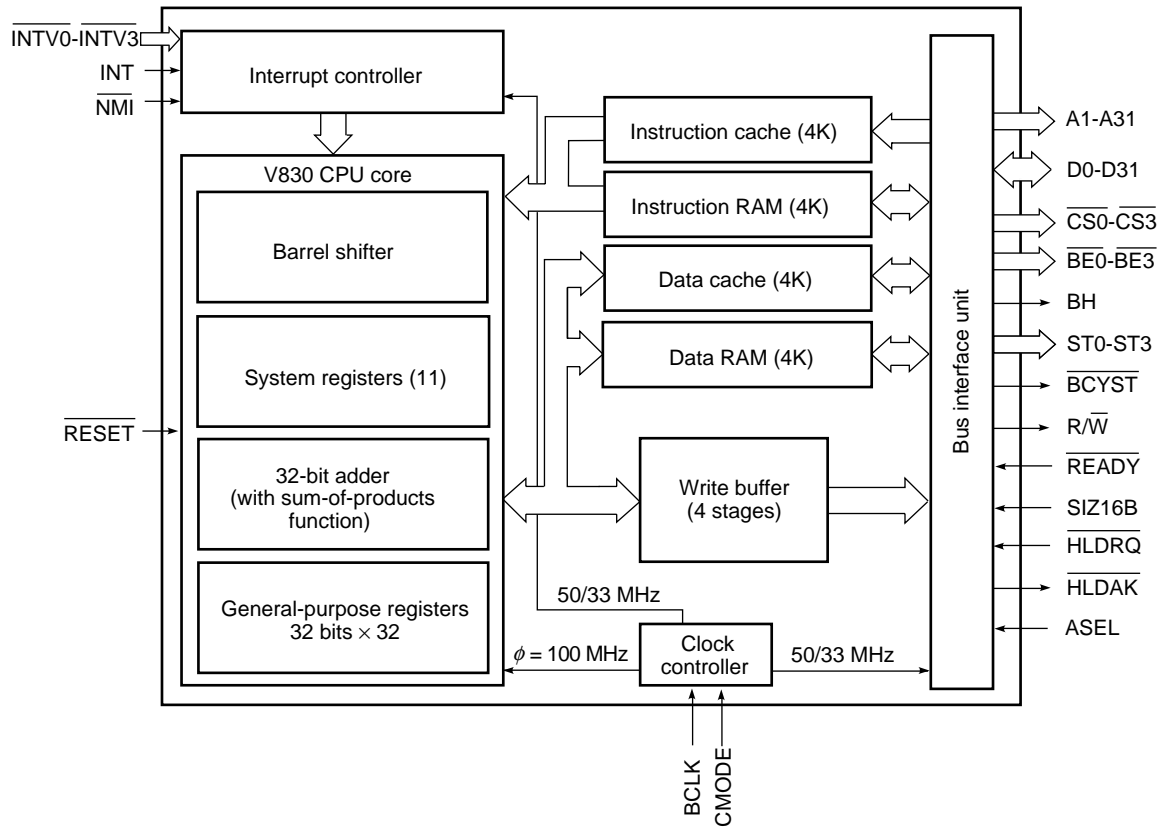 INTV0-INTV3
INT
NMI
Interrupt controller
V830 CPU core
Barrel shifter
System registers (11)
RESET
32-bit adder
(with sum-of-products
function)
General-purpose registers
32 bits × 32
Instruction cache (4K)
Instruction RAM (4K)
Data cache (4K)
Data RAM (4K)
Write buffer
(4 stages)
50/33 MHz
ϕ = 100 MHz
Clock
controller
50/33 MHz
BCLK
CMODE
Bus interface unit
A1-A31
D0-D31
CS0-CS3
BE0-BE3
BH
ST0-ST3
BCYST
R/W
READY
SIZ16B
HLDRQ
HLDAK
ASEL